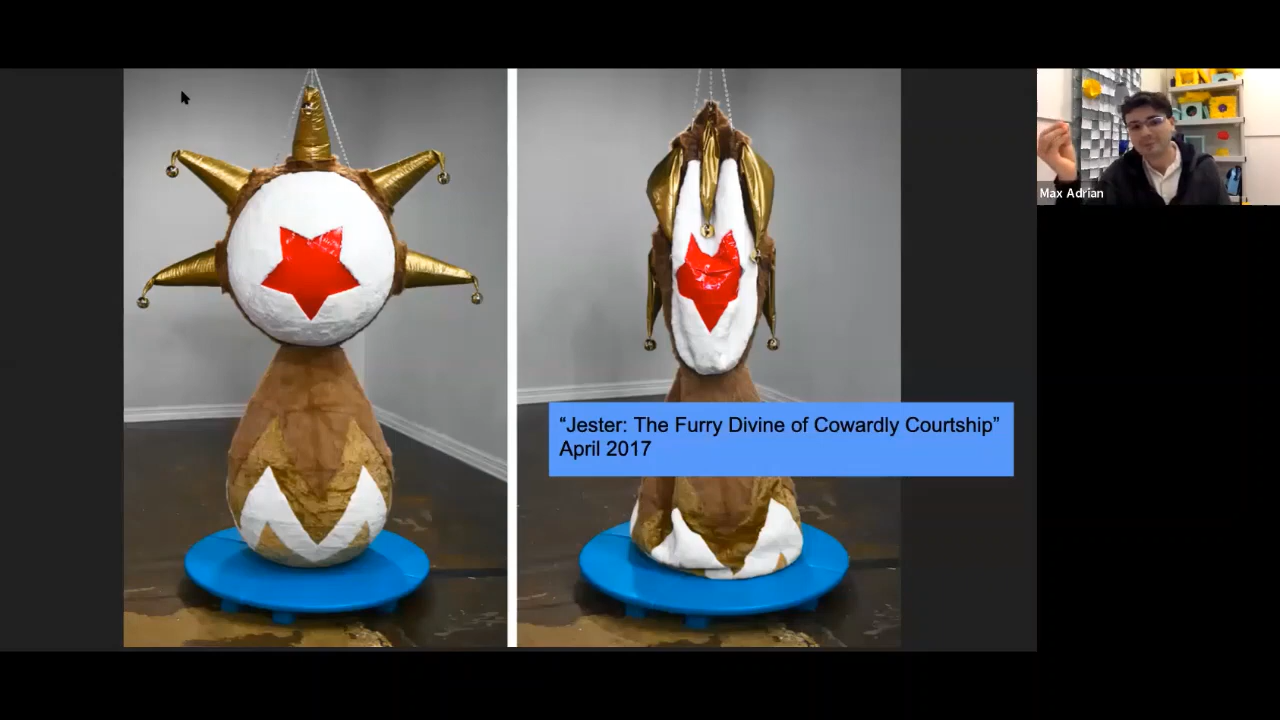 “Jester: The Furry Divine of Cowardly Courtship”
April 2017
Max Adrian